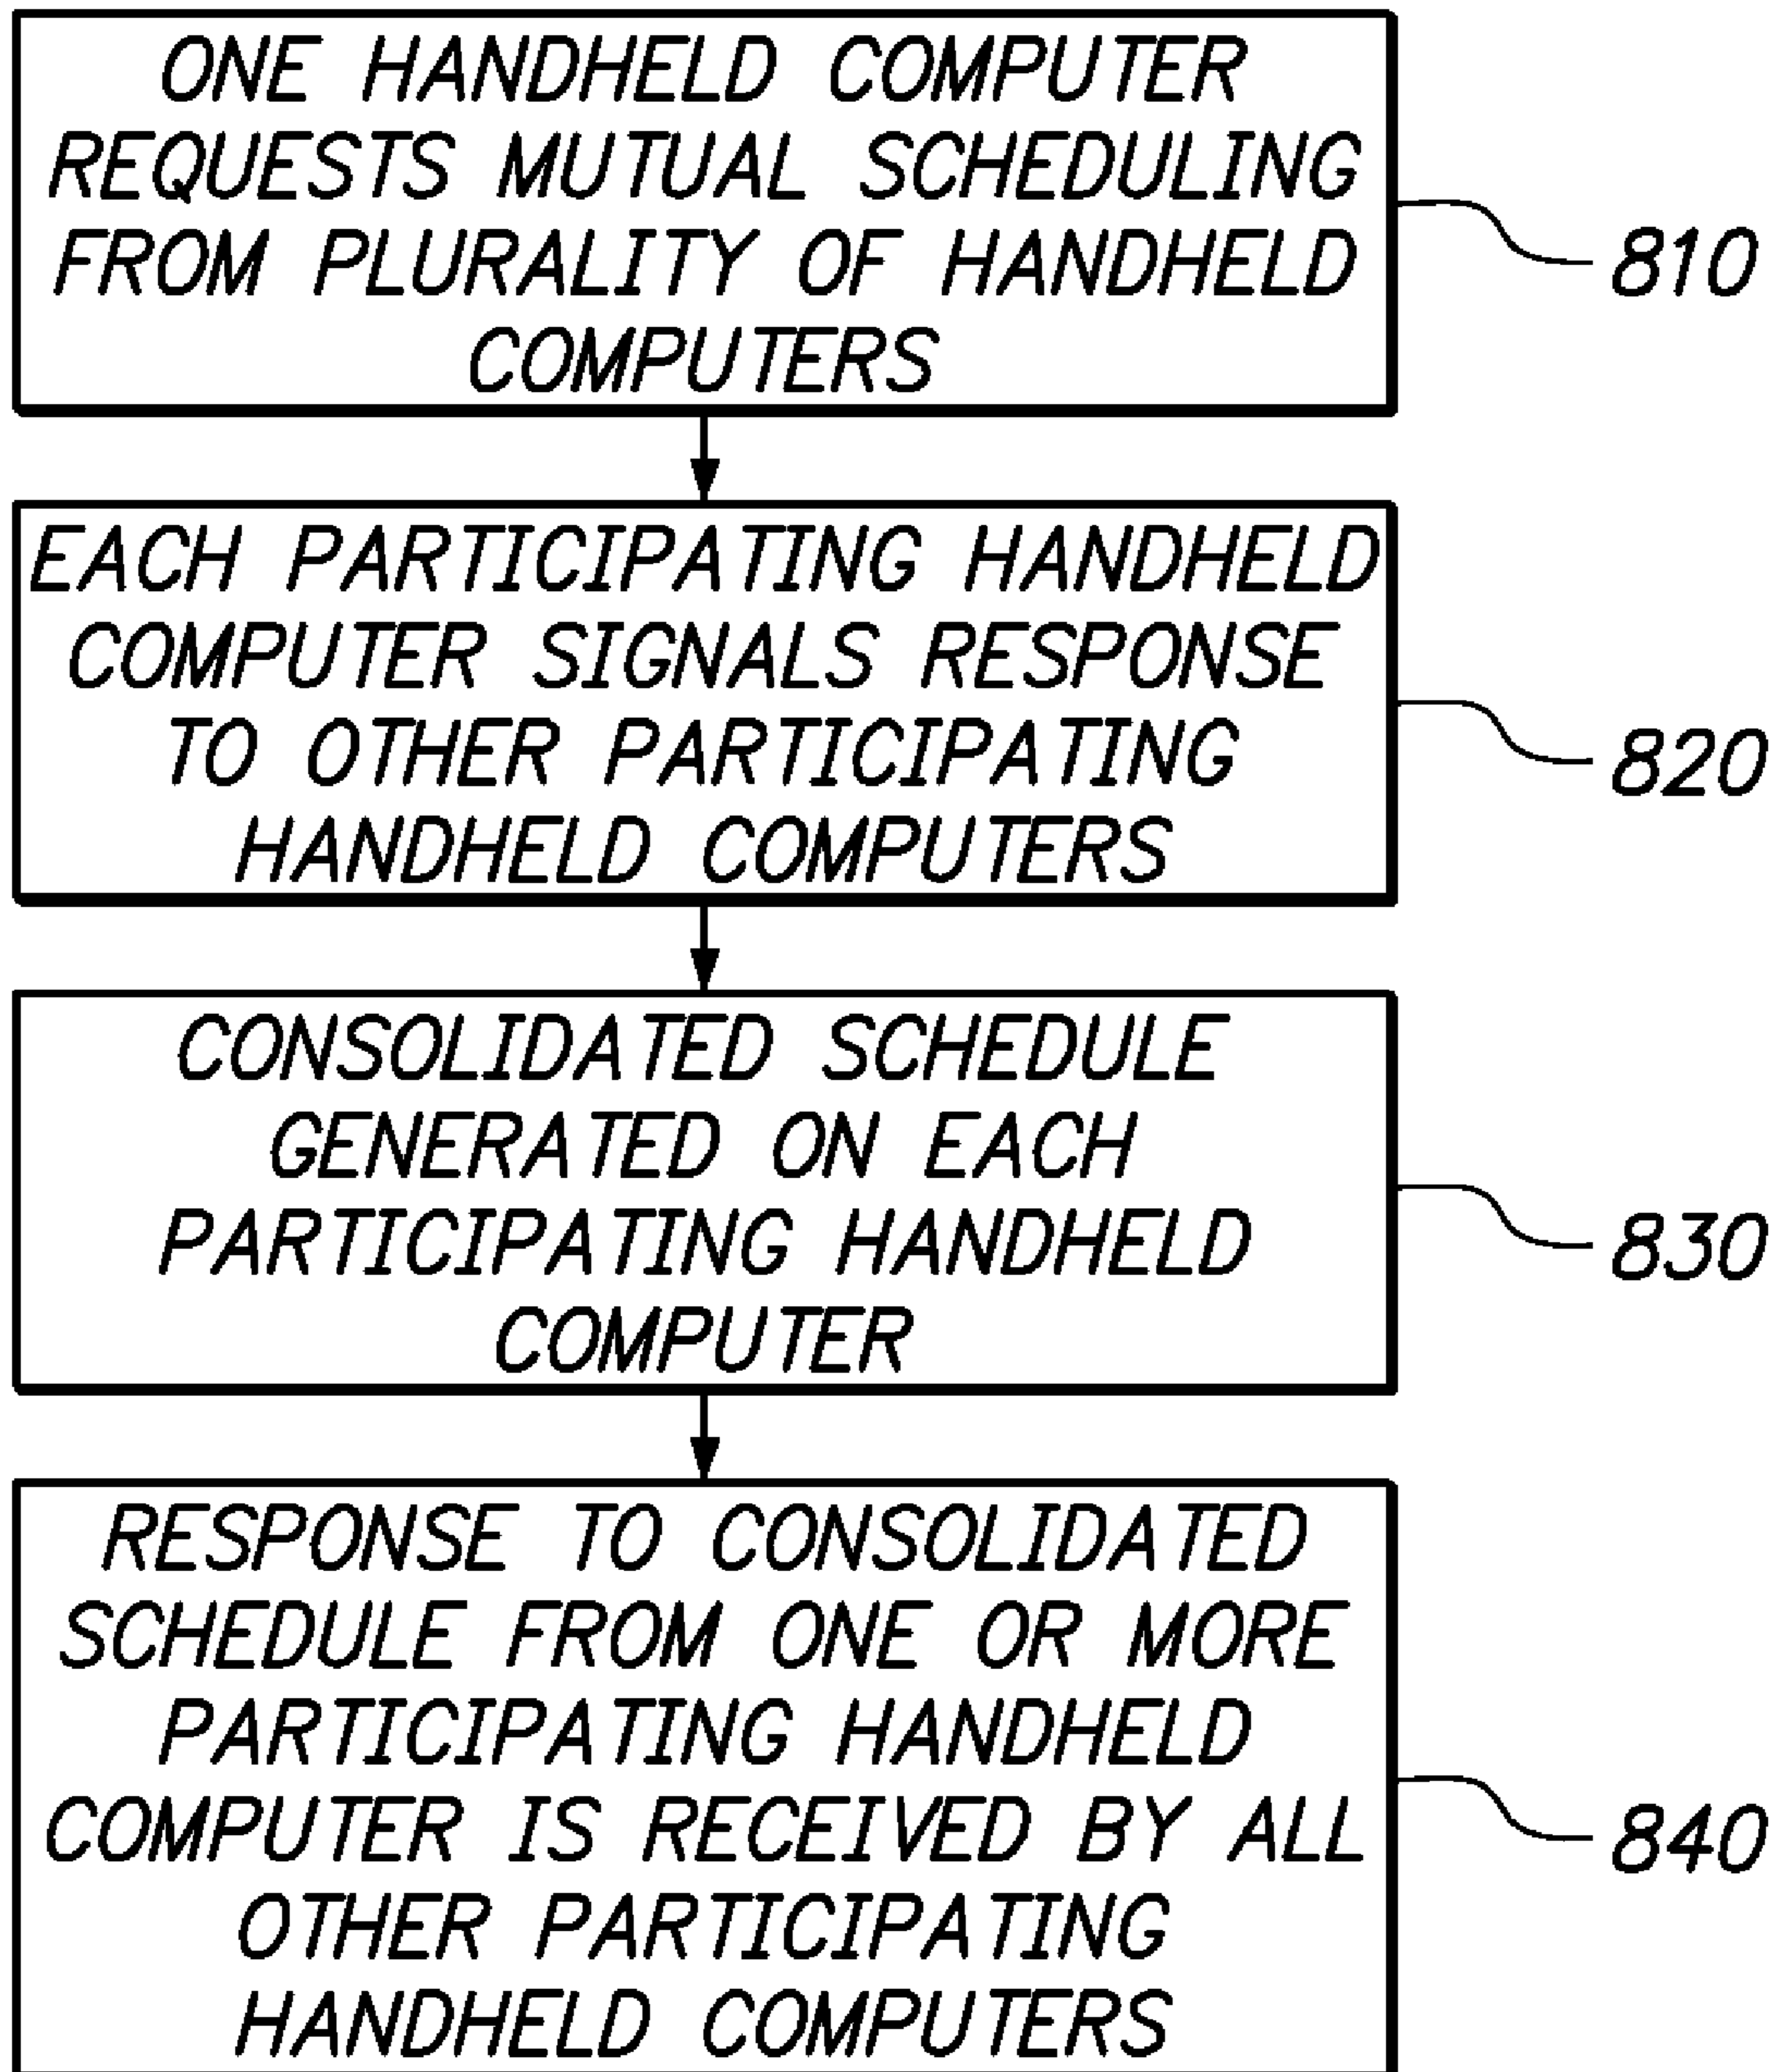 ONE HANDHELD COMPUTER
REQUESTS MUTUAL SCHEDULING
FROM PLURALITY OF HANDHELD
COMPUTERS
810
EACH PARTICIPATING HANDHELD
COMPUTER SIGNALS RESPONSE
TO OTHER PARTICIPATING
HANDHELD COMPUTERS
820
CONSOLIDATED SCHEDULE
GENERATED ON EACH
PARTICIPATING HANDHELD
COMPUTER
830
RESPONSE TO CONSOLIDATED
SCHEDULE FROM ONE OR MORE
PARTICIPATING HANDHELD
COMPUTER IS RECEIVED BY ALL
OTHER PARTICIPATING
HANDHELD COMPUTERS
840